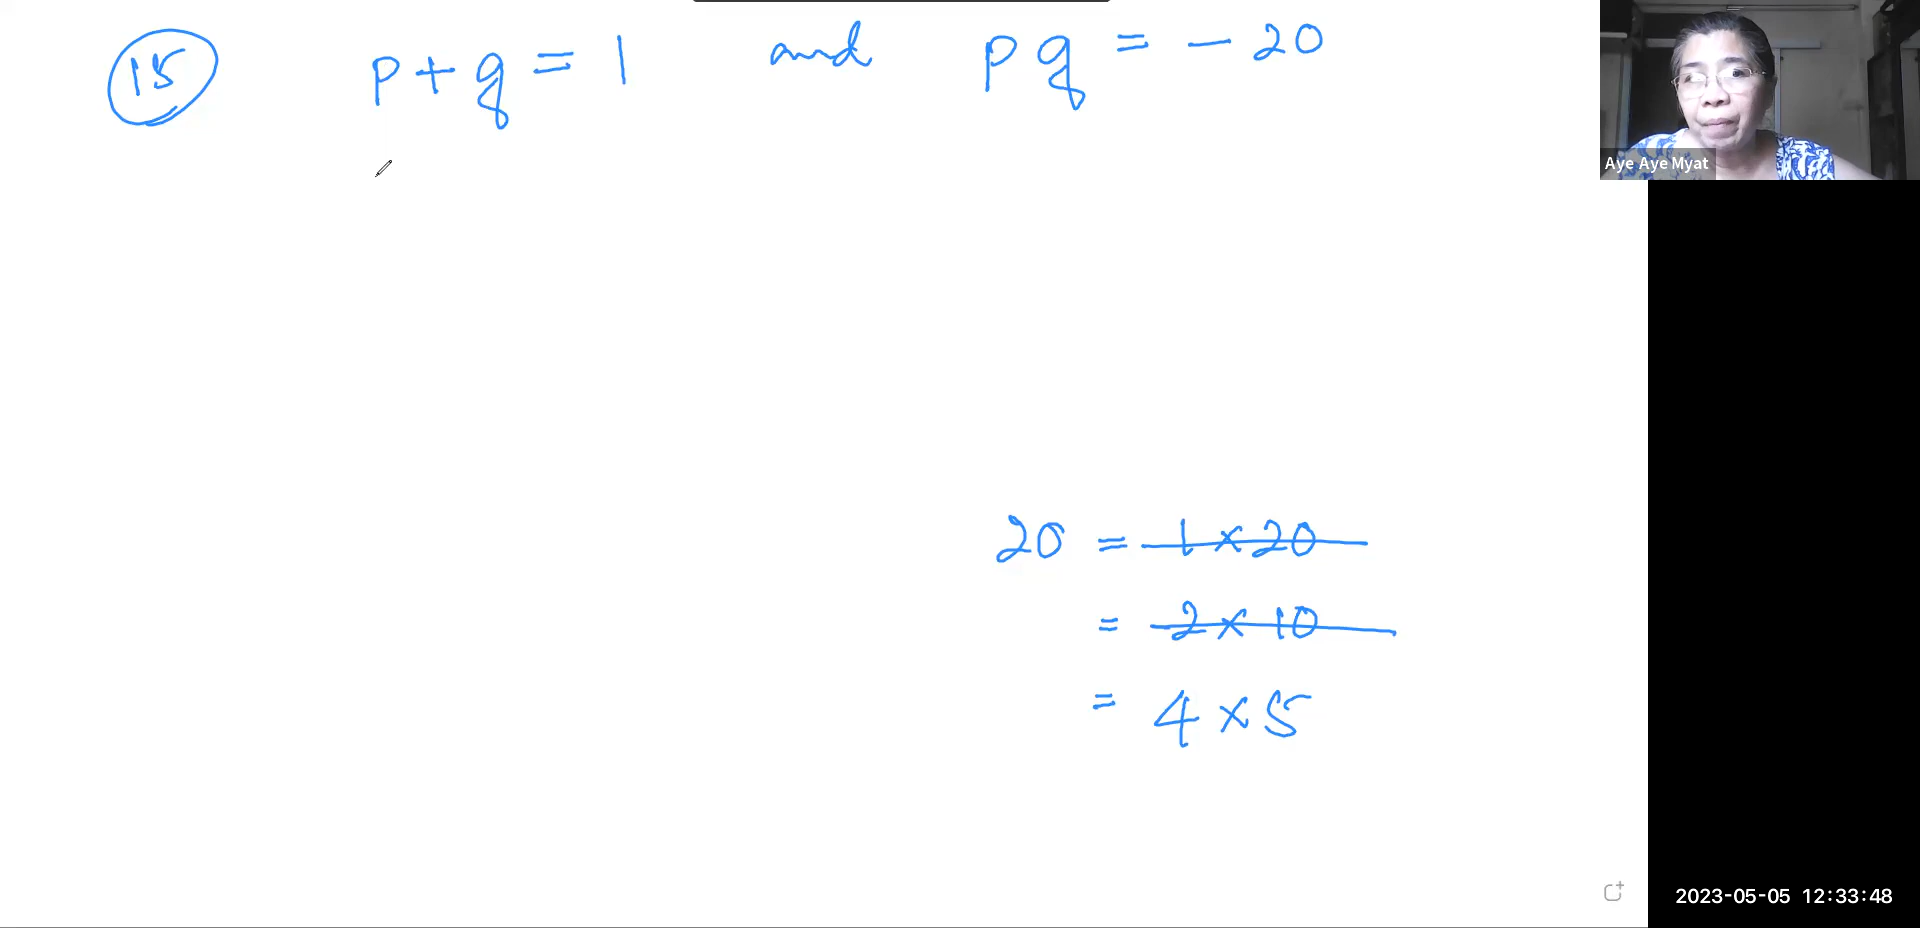 15 p + q = 1 and pq = - 20
Aye Aye Myat
20 = 1 × 20
= 2 × 10
= 4 × 5
2023-05-05 12:33:48